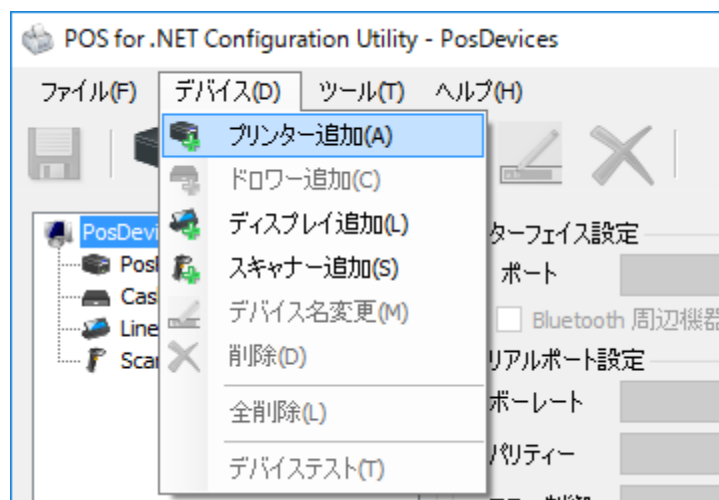 POS for .NET Configuration Utility - PosDevices
ファイル(F) デバイス(D) ツール(T) ヘルプ(H)
プリンター追加(A)
ドロワー追加(C)
ディスプレイ追加(L)
スキャナー追加(S)
デバイス名変更(M)
削除(D)
全削除(L)
デバイステスト(T)
PosDevi
Pos
Cas
Line
Scan
ターフェイス設定
ポート
Bluetooth 周辺機器
リアルポート設定
ボーレート
パリティー